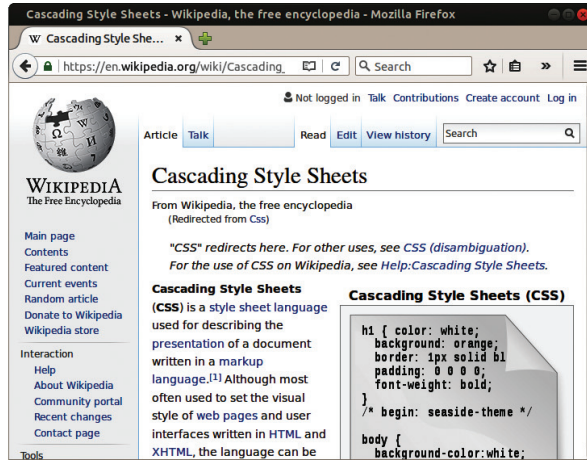 Cascading Style Sheets - Wikipedia, the free encyclopedia - Mozilla Firefox
W Cascading Style She... ×
https://en.wikipedia.org/wiki/Cascading_
Search
Not logged in Talk Contributions Create account Log in
Article Talk Read Edit View history Search
WIKIPEDIA
The Free Encyclopedia
Main page
Contents
Featured content
Current events
Random article
Donate to Wikipedia
Wikipedia store
Interaction
Help
About Wikipedia
Community portal
Recent changes
Contact page
Tools
Cascading Style Sheets
From Wikipedia, the free encyclopedia
(Redirected from Css)
"CSS" redirects here. For other uses, see CSS (disambiguation).
For the use of CSS on Wikipedia, see Help:Cascading Style Sheets.
Cascading Style Sheets
(CSS) is a style sheet language
used for describing the
presentation of a document
written in a markup
language.[1] Although most
often used to set the visual
style of web pages and user
interfaces written in HTML and
XHTML, the language can be
Cascading Style Sheets (CSS)
h1 { color: white;
background: orange;
border: 1px solid bl
padding: 0 0 0 0;
font-weight: bold;
}
/* begin: seaside-theme */
body {
background-color:white;